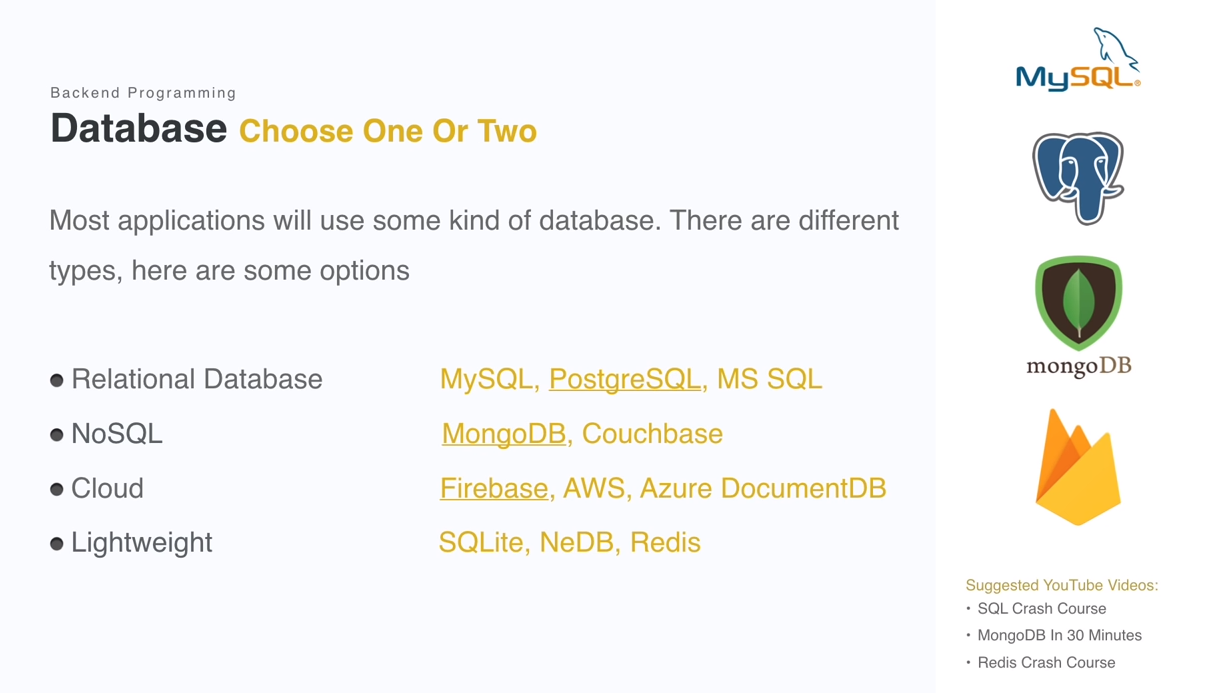 Backend Programming
Database Choose One Or Two
Most applications will use some kind of database. There are different
types, here are some options
● Relational Database MySQL, PostgreSQL, MS SQL
● NoSQL MongoDB, Couchbase
● Cloud Firebase, AWS, Azure DocumentDB
● Lightweight SQLite, NeDB, Redis
MySQL®
mongoDB
Suggested YouTube Videos:
• SQL Crash Course
• MongoDB In 30 Minutes
• Redis Crash Course